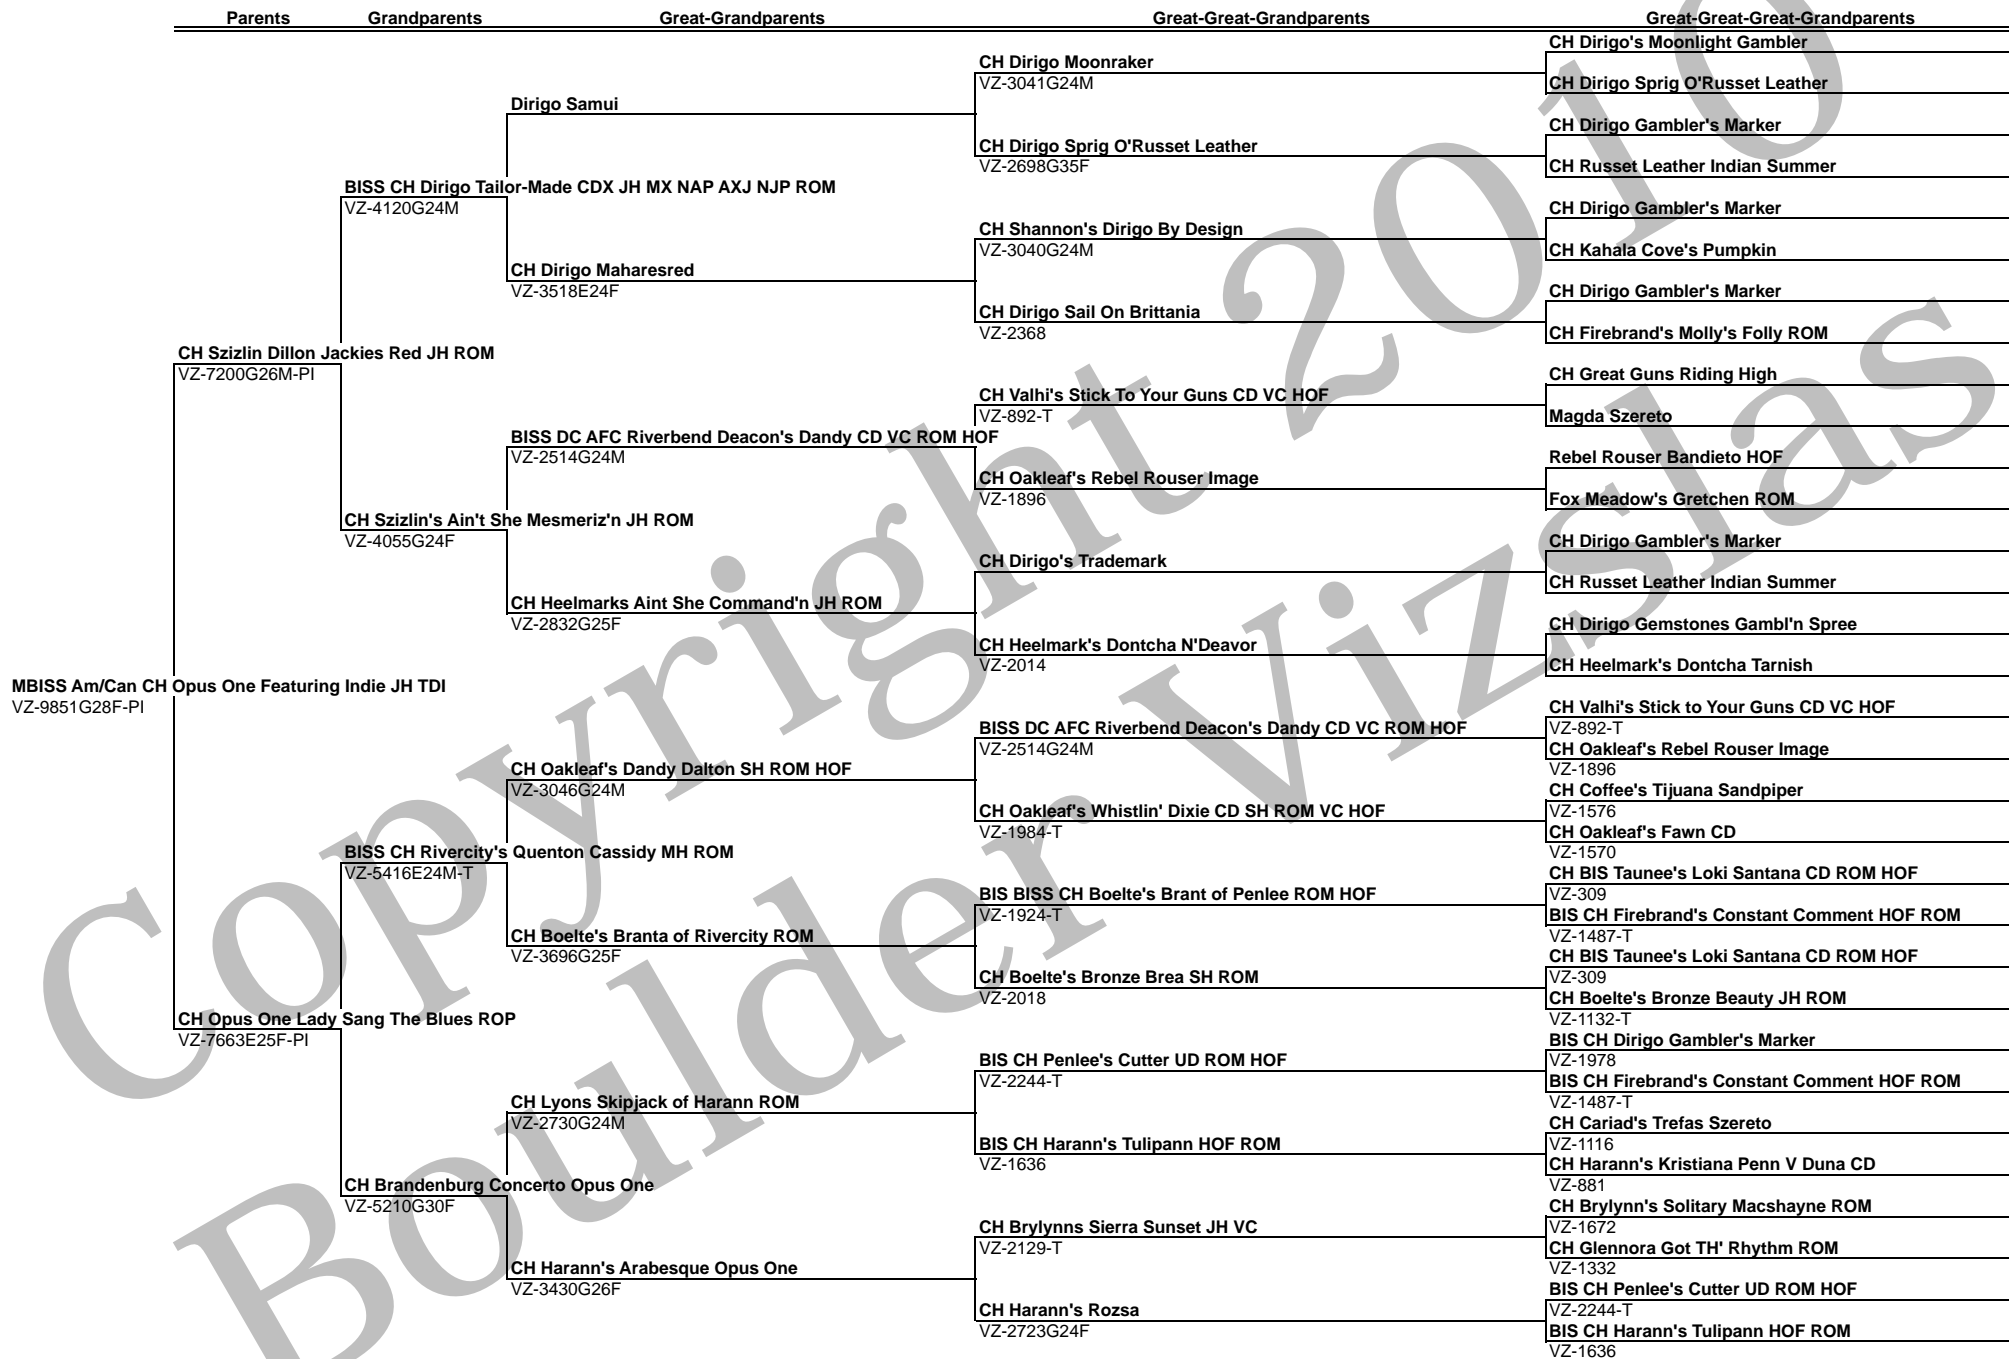 Parents Grandparents Great-Grandparents Great-Great-Grandparents Great-Great-Great-Grandparents
CH Dirigo's Moonlight Gambler
CH Dirigo Moonraker
VZ-3041G24M
CH Dirigo Sprig O'Russet Leather
Dirigo Samui
CH Dirigo Gambler's Marker
CH Dirigo Sprig O'Russet Leather
VZ-2698G35F
CH Russet Leather Indian Summer
BISS CH Dirigo Tailor-Made CDX JH MX NAP AXJ NJP ROM
VZ-4120G24M
CH Dirigo Gambler's Marker
CH Shannon's Dirigo By Design
VZ-3040G24M
CH Kahala Cove's Pumpkin
CH Dirigo Maharesred
VZ-3518E24F
CH Dirigo Gambler's Marker
CH Dirigo Sail On Brittania
VZ-2368
CH Firebrand's Molly's Folly ROM
CH Szizlin Dillon Jackies Red JH ROM
VZ-7200G26M-PI
CH Great Guns Riding High
CH Valhi's Stick To Your Guns CD VC HOF
VZ-892-T
Magda Szereto
BISS DC AFC Riverbend Deacon's Dandy CD VC ROM HOF
VZ-2514G24M
Rebel Rouser Bandieto HOF
CH Oakleaf's Rebel Rouser Image
VZ-1896
Fox Meadow's Gretchen ROM
CH Szizlin's Ain't She Mesmeriz'n JH ROM
VZ-4055G24F
CH Dirigo Gambler's Marker
CH Dirigo's Trademark
CH Russet Leather Indian Summer
CH Heelmarks Aint She Command'n JH ROM
VZ-2832G25F
CH Dirigo Gemstones Gambl'n Spree
CH Heelmark's Dontcha N'Deavor
VZ-2014
CH Heelmark's Dontcha Tarnish
MBISS Am/Can CH Opus One Featuring Indie JH TDI
VZ-9851G28F-PI
CH Valhi's Stick to Your Guns CD VC HOF
VZ-892-T
BISS DC AFC Riverbend Deacon's Dandy CD VC ROM HOF
VZ-2514G24M
CH Oakleaf's Rebel Rouser Image
VZ-1896
CH Oakleaf's Dandy Dalton SH ROM HOF
VZ-3046G24M
CH Coffee's Tijuana Sandpiper
VZ-1576
CH Oakleaf's Whistlin' Dixie CD SH ROM VC HOF
VZ-1984-T
CH Oakleaf's Fawn CD
VZ-1570
BISS CH Rivercity's Quenton Cassidy MH ROM
VZ-5416E24M-T
CH BIS Taunee's Loki Santana CD ROM HOF
VZ-309
BIS BISS CH Boelte's Brant of Penlee ROM HOF
VZ-1924-T
BIS CH Firebrand's Constant Comment HOF ROM
VZ-1487-T
CH Boelte's Branta of Rivercity ROM
VZ-3696G25F
CH BIS Taunee's Loki Santana CD ROM HOF
VZ-309
CH Boelte's Bronze Brea SH ROM
VZ-2018
CH Boelte's Bronze Beauty JH ROM
VZ-1132-T
CH Opus One Lady Sang The Blues ROP
VZ-7663E25F-PI
BIS CH Dirigo Gambler's Marker
VZ-1978
BIS CH Penlee's Cutter UD ROM HOF
VZ-2244-T
BIS CH Firebrand's Constant Comment HOF ROM
VZ-1487-T
CH Lyons Skipjack of Harann ROM
VZ-2730G24M
CH Cariad's Trefas Szereto
VZ-1116
BIS CH Harann's Tulipann HOF ROM
VZ-1636
CH Harann's Kristiana Penn V Duna CD
VZ-881
CH Brandenburg Concerto Opus One
VZ-5210G30F
CH Brylynn's Solitary Macshayne ROM
VZ-1672
CH Brylynns Sierra Sunset JH VC
VZ-2129-T
CH Glennora Got TH' Rhythm ROM
VZ-1332
CH Harann's Arabesque Opus One
VZ-3430G26F
BIS CH Penlee's Cutter UD ROM HOF
VZ-2244-T
CH Harann's Rozsa
VZ-2723G24F
BIS CH Harann's Tulipann HOF ROM
VZ-1636
Copyright 2010
Boulder Vizslas